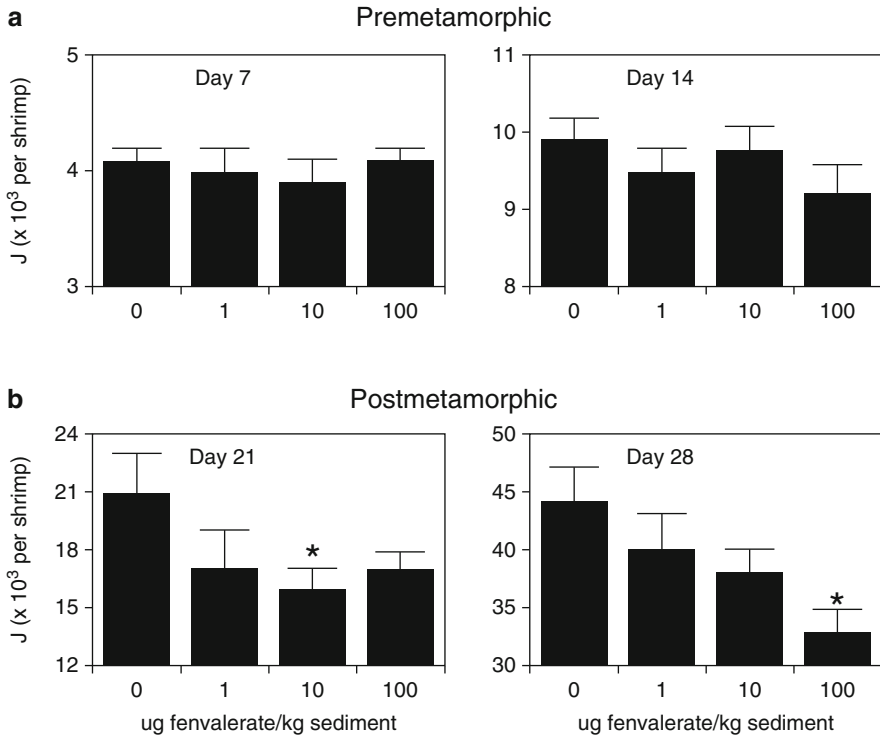 a
Premetamorphic
J (x 10³ per shrimp)
5
4
3
Day 7
0 1 10 100
11
10
9
8
Day 14
0 1 10 100
b
Postmetamorphic
J (x 10³ per shrimp)
24
21
18
15
12
Day 21
*
0 1 10 100
ug fenvalerate/kg sediment
50
45
40
35
30
Day 28
*
0 1 10 100
ug fenvalerate/kg sediment